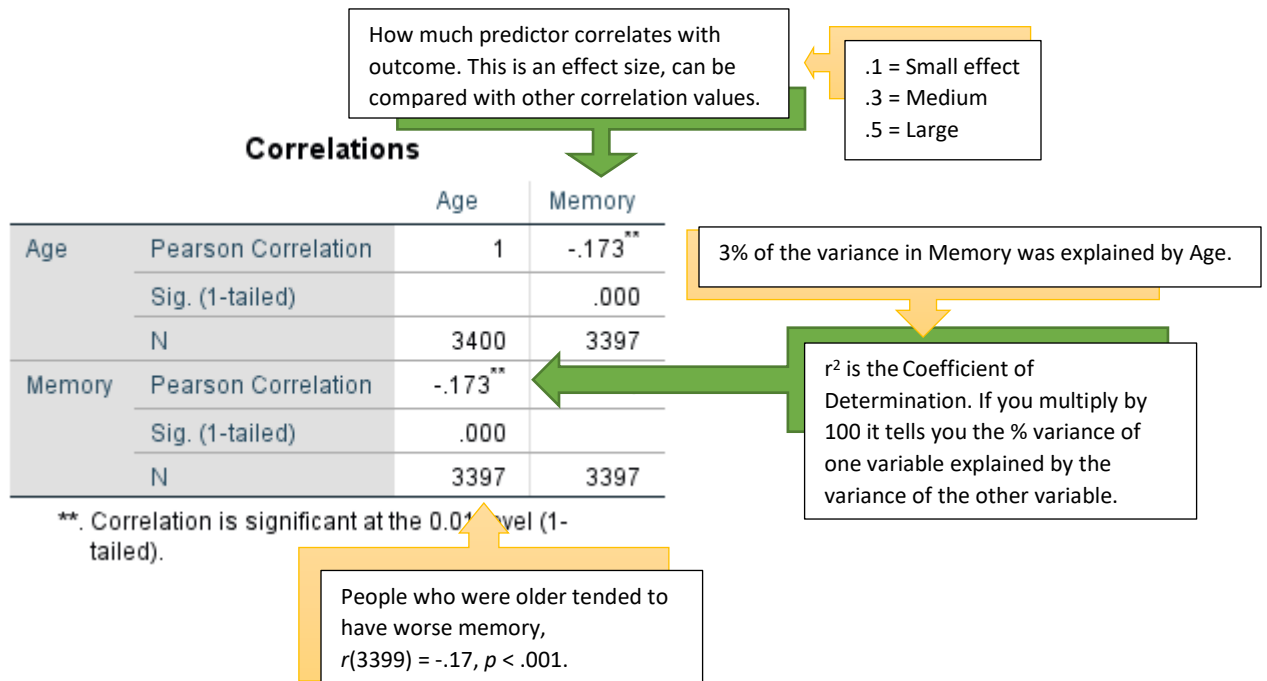 How much predictor correlates with
outcome. This is an effect size, can be
compared with other correlation values.
.1 = Small effect
.3 = Medium
.5 = Large
Correlations
Age Memory
Age Pearson Correlation 1 -.173**
Sig. (1-tailed) .000
N 3400 3397
Memory Pearson Correlation -.173**
Sig. (1-tailed) .000
N 3397 3397
**. Correlation is significant at the 0.01 level (1-
tailed).
3% of the variance in Memory was explained by Age.
r² is the Coefficient of
Determination. If you multiply by
100 it tells you the % variance of
one variable explained by the
variance of the other variable.
People who were older tended to
have worse memory,
r(3399) = -.17, p < .001.